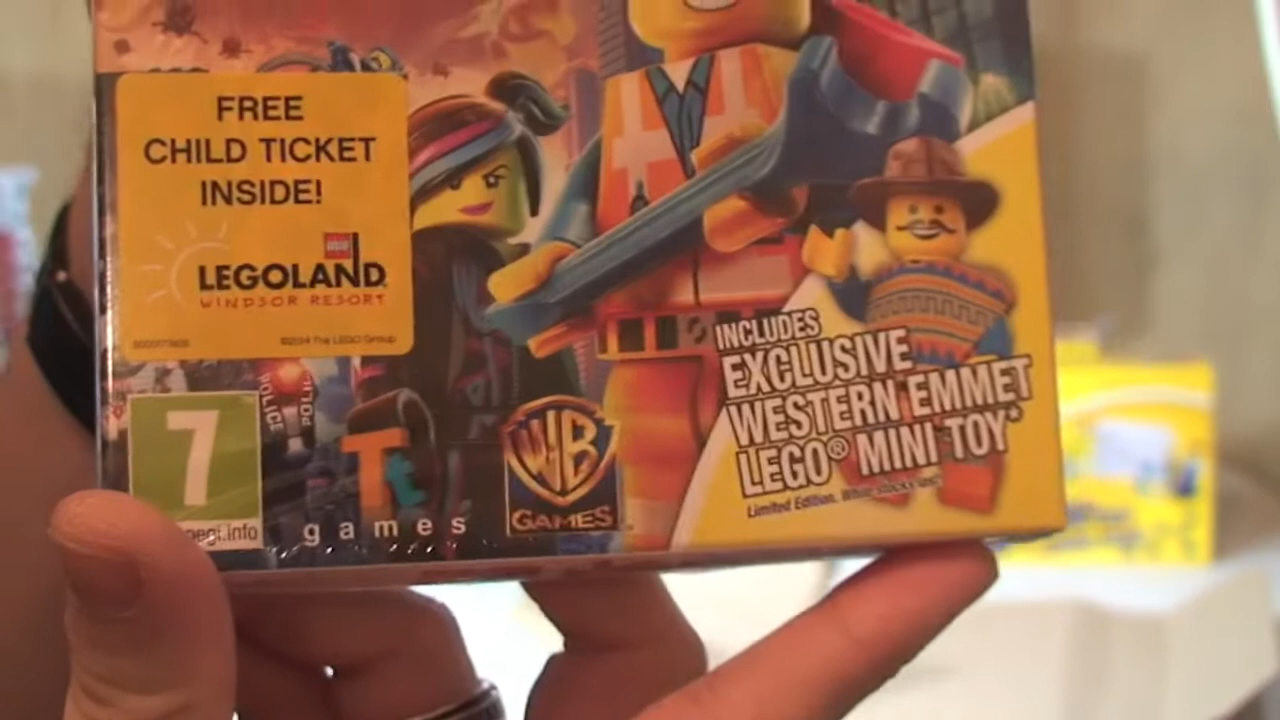 FREE
CHILD TICKET
INSIDE!
LEGO
LEGOLAND
WINDSOR RESORT
©2014 The LEGO Group
POLICE
7
pegi.info
Tt
games
WB
GAMES
INCLUDES
EXCLUSIVE
WESTERN EMMET
LEGO® MINI TOY*
Limited Edition. While stocks last.